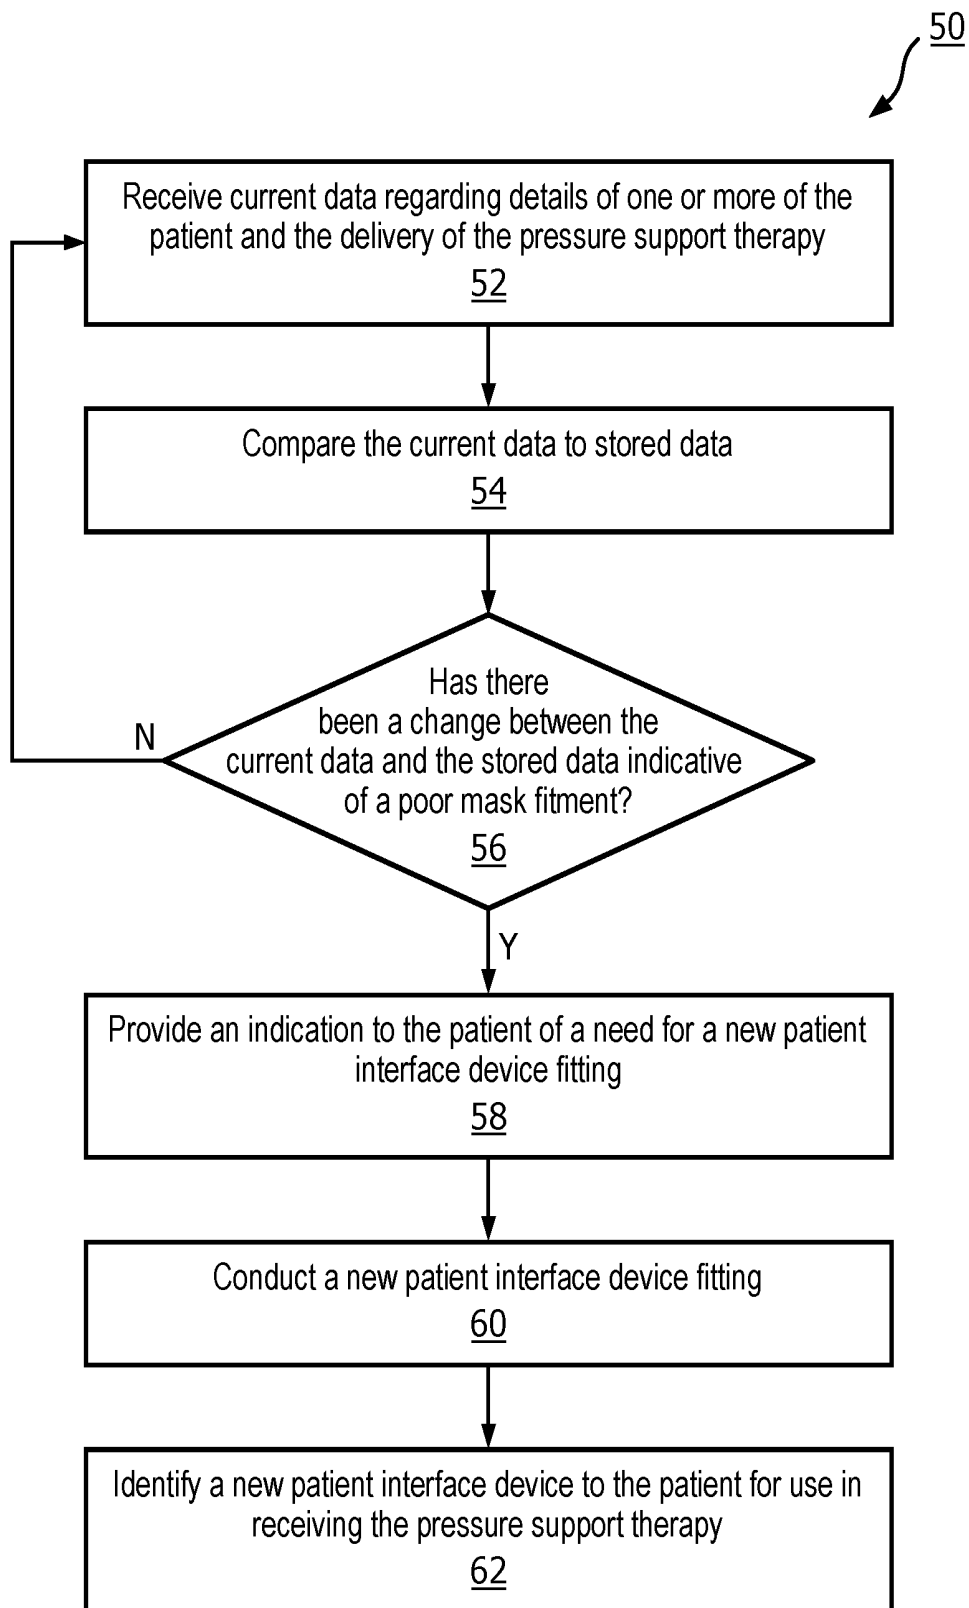 50
Receive current data regarding details of one or more of the
patient and the delivery of the pressure support therapy
52
Compare the current data to stored data
54
Has there
been a change between the
current data and the stored data indicative
of a poor mask fitment?
56
N
Y
Provide an indication to the patient of a need for a new patient
interface device fitting
58
Conduct a new patient interface device fitting
60
Identify a new patient interface device to the patient for use in
receiving the pressure support therapy
62